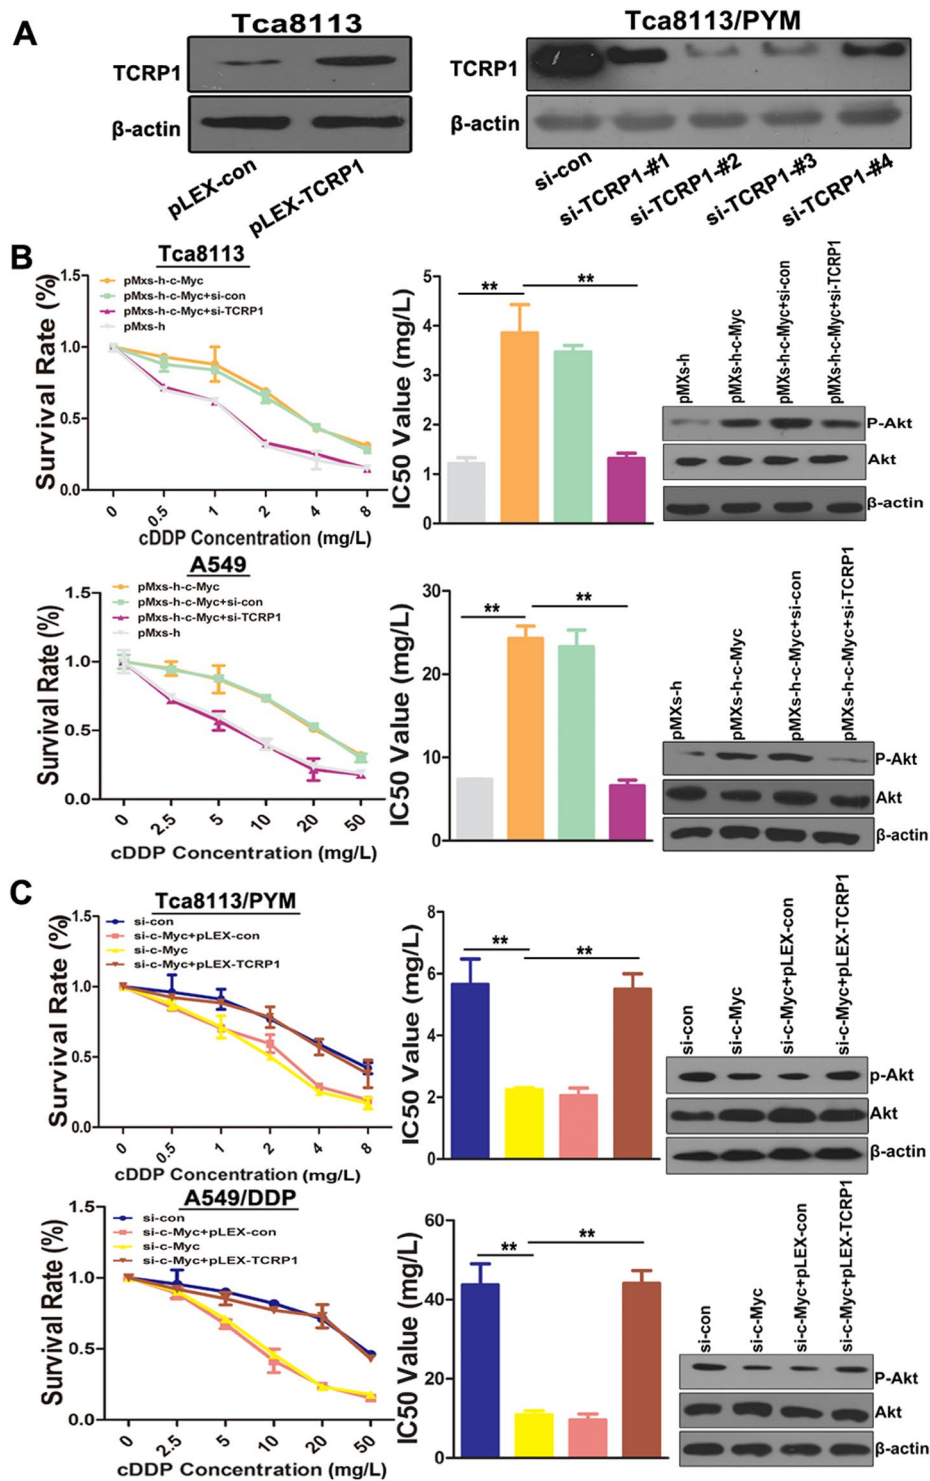 A
Tca8113
TCRP1
β-actin
pLEX-con
pLEX-TCRP1
Tca8113/PYM
TCRP1
β-actin
si-con
si-TCRP1-#1
si-TCRP1-#2
si-TCRP1-#3
si-TCRP1-#4
B
Tca8113
pMxs-h-c-Myc
pMxs-h-c-Myc+si-con
pMxs-h-c-Myc+si-TCRP1
pMxs-h
Survival Rate (%)
1.5
1.0
0.5
0.0
0 0.5 1 2 4 8
cDDP Concentration (mg/L)
IC50 Value (mg/L)
5
4
3
2
1
0
** **
pMXs-h
pMXs-h-c-Myc
pMXs-h-c-Myc+si-con
pMXs-h-c-Myc+si-TCRP1
P-Akt
Akt
β-actin
A549
pMxs-h-c-Myc
pMxs-h-c-Myc+si-con
pMxs-h-c-Myc+si-TCRP1
pMxs-h
Survival Rate (%)
1.5
1.0
0.5
0.0
0 2.5 5 10 20 50
cDDP Concentration (mg/L)
IC50 Value (mg/L)
30
20
10
0
** **
pMXs-h
pMXs-h-c-Myc
pMXs-h-c-Myc+si-con
pMXs-h-c-Myc+si-TCRP1
P-Akt
Akt
β-actin
C
Tca8113/PYM
si-con
si-c-Myc+pLEX-con
si-c-Myc
si-c-Myc+pLEX-TCRP1
Survival Rate (%)
1.5
1.0
0.5
0.0
0 0.5 1 2 4 8
cDDP Concentration (mg/L)
IC50 Value (mg/L)
8
6
4
2
0
** **
si-con
si-c-Myc
si-c-Myc+pLEX-con
si-c-Myc+pLEX-TCRP1
p-Akt
Akt
β-actin
A549/DDP
si-con
si-c-Myc+pLEX-con
si-c-Myc
si-c-Myc+pLEX-TCRP1
Survival Rate (%)
1.5
1.0
0.5
0.0
0 2.5 5 10 20 50
cDDP Concentration (mg/L)
IC50 Value (mg/L)
60
40
20
0
** **
si-con
si-c-Myc
si-c-Myc+pLEX-con
si-c-Myc+pLEX-TCRP1
P-Akt
Akt
β-actin